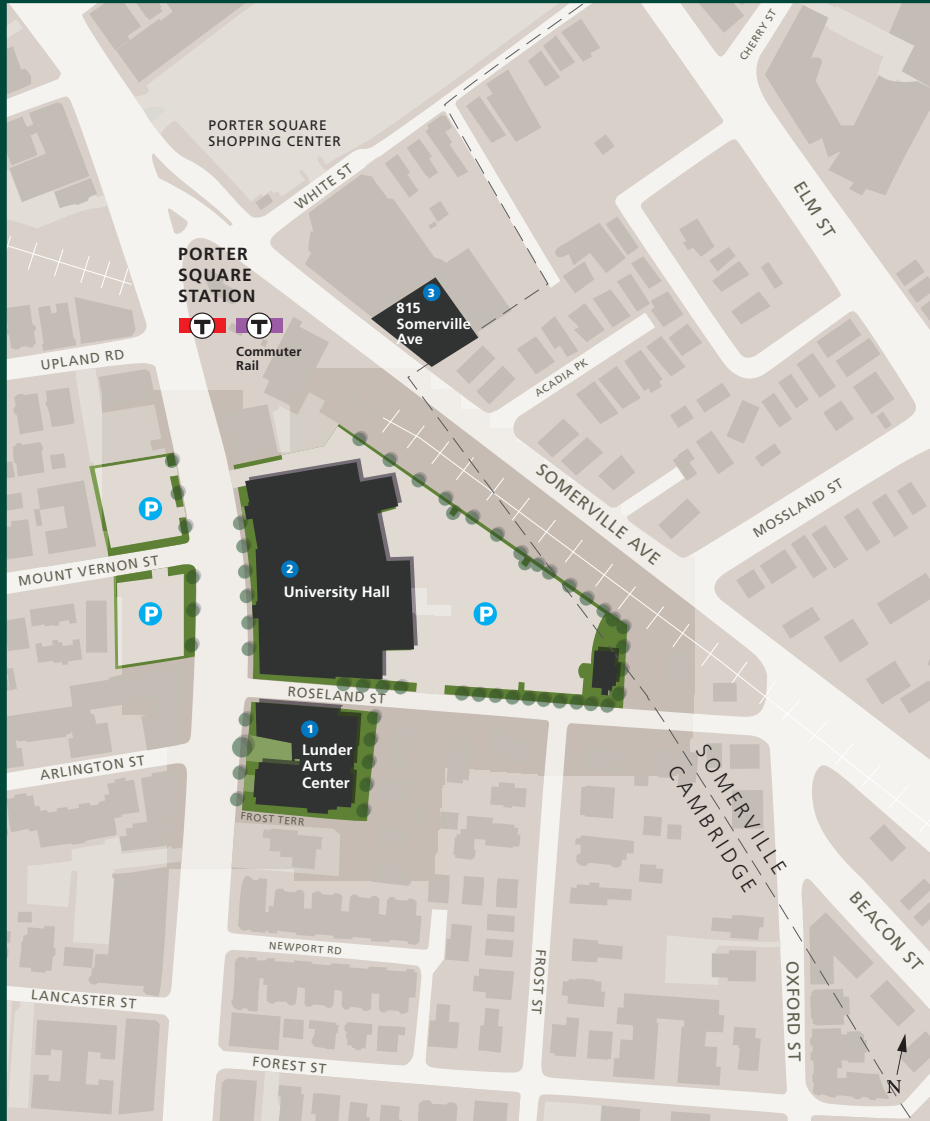 CHERRY ST
PORTER SQUARE
SHOPPING CENTER
WHITE ST
ELM ST
PORTER
SQUARE
STATION
T
T
Commuter
Rail
3
815
Somerville
Ave
UPLAND RD
ACADIA PK
SOMERVILLE AVE
MOSSLAND ST
P
MOUNT VERNON ST
2
University Hall
P
P
ROSELAND ST
1
Lunder
Arts
Center
ARLINGTON ST
FROST TERR
SOMERVILLE
CAMBRIDGE
BEACON ST
NEWPORT RD
FROST ST
OXFORD ST
LANCASTER ST
FOREST ST
N